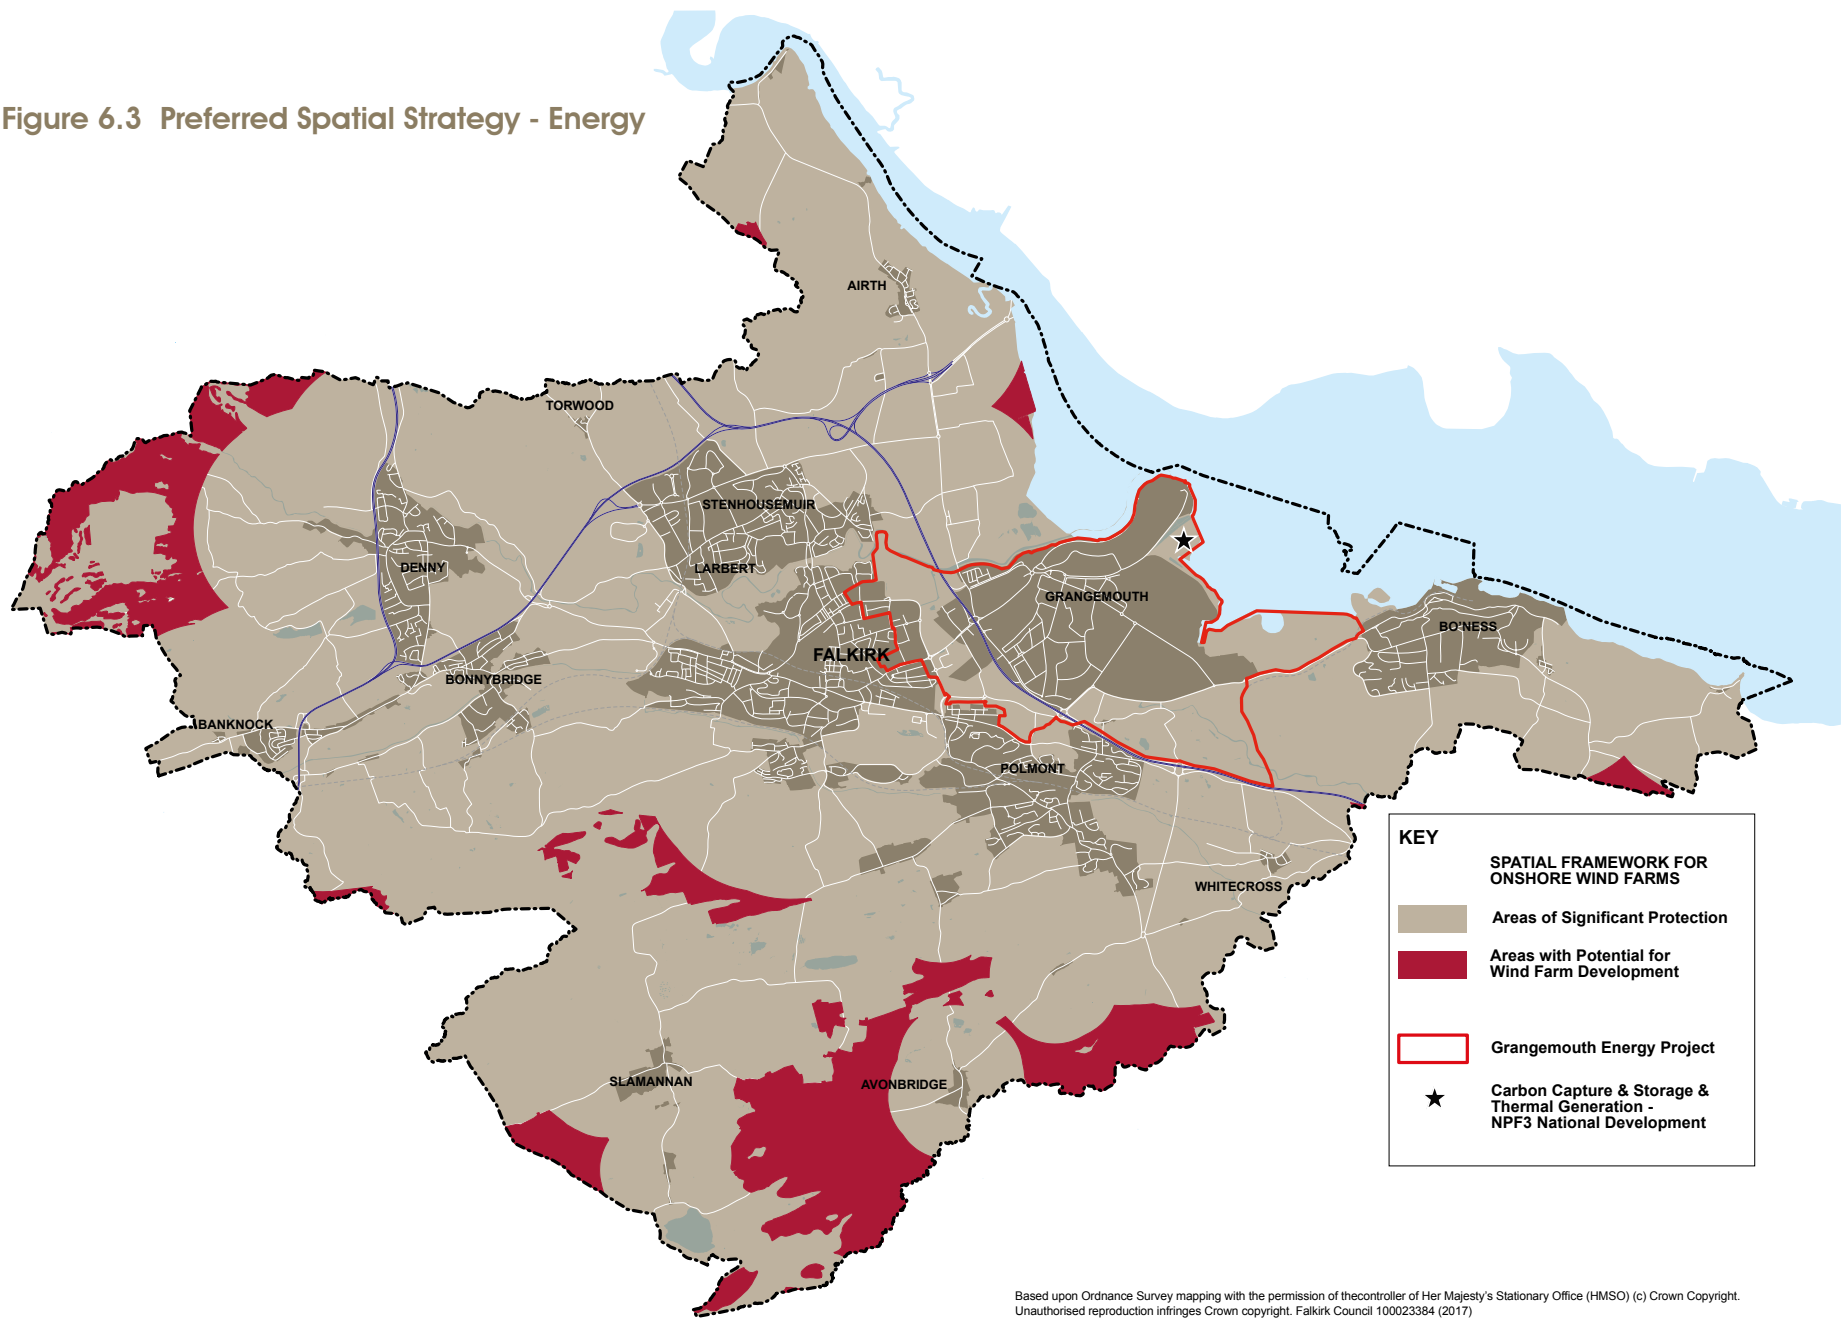 Figure 6.3 Preferred Spatial Strategy - Energy
AIRTH
TORWOOD
STENHOUSEMUIR
DENNY
LARBERT
GRANGEMOUTH
BO'NESS
FALKIRK
BONNYBRIDGE
BANKNOCK
POLMONT
WHITECROSS
SLAMANNAN
AVONBRIDGE
KEY
SPATIAL FRAMEWORK FOR
ONSHORE WIND FARMS
Areas of Significant Protection
Areas with Potential for
Wind Farm Development
Grangemouth Energy Project
Carbon Capture & Storage &
Thermal Generation -
NPF3 National Development
Based upon Ordnance Survey mapping with the permission of thecontroller of Her Majesty's Stationary Office (HMSO) (c) Crown Copyright.
Unauthorised reproduction infringes Crown copyright. Falkirk Council 100023384 (2017)